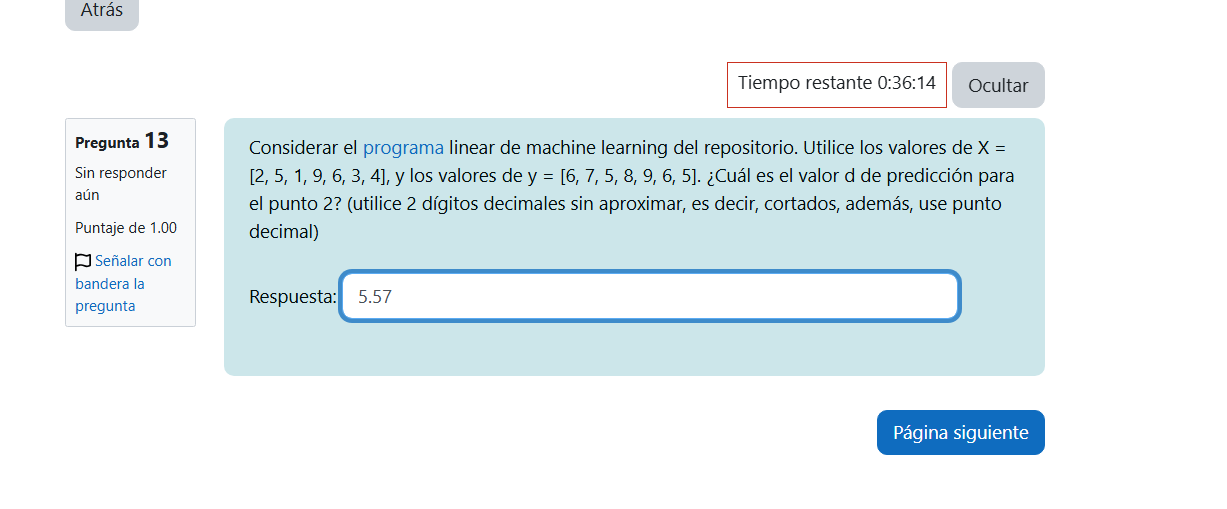 Atrás
Tiempo restante 0:36:14
Ocultar
Pregunta 13
Sin responder
aún
Puntaje de 1.00
Señalar con
bandera la
pregunta
Considerar el programa linear de machine learning del repositorio. Utilice los valores de X =
[2, 5, 1, 9, 6, 3, 4], y los valores de y = [6, 7, 5, 8, 9, 6, 5]. ¿Cuál es el valor d de predicción para
el punto 2? (utilice 2 dígitos decimales sin aproximar, es decir, cortados, además, use punto
decimal)
Respuesta: 5.57
Página siguiente